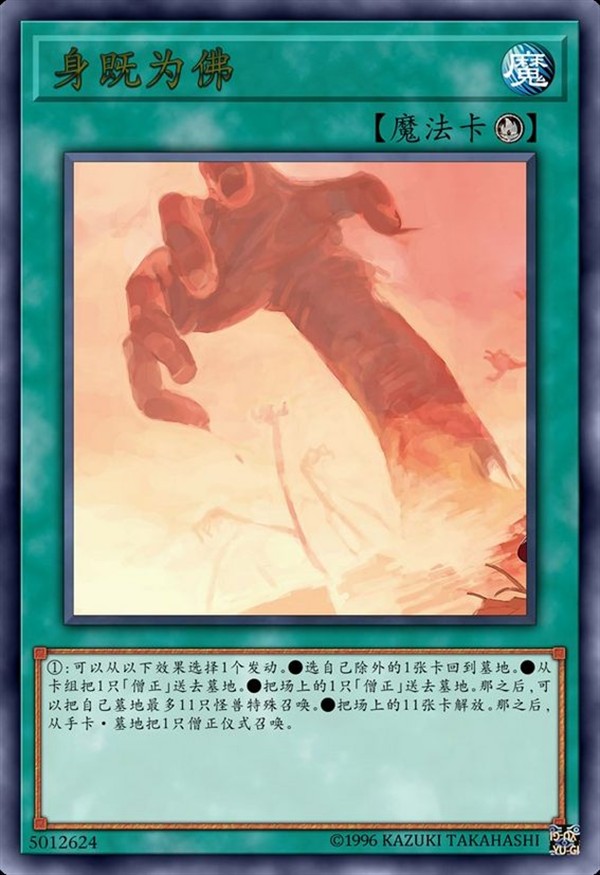 身既为佛
魔
【魔法卡】
①:可以从以下效果选择1个发动。●选自己除外的1张卡回到墓地。●从
卡组把1只「僧正」送去墓地。●把场上的1只「僧正」送去墓地。那之后,可
以把自己墓地最多11只怪兽特殊召唤。●把场上的11张卡解放。那之后,
从手卡・墓地把1只僧正仪式召唤。
5012624
©1996 KAZUKI TAKAHASHI